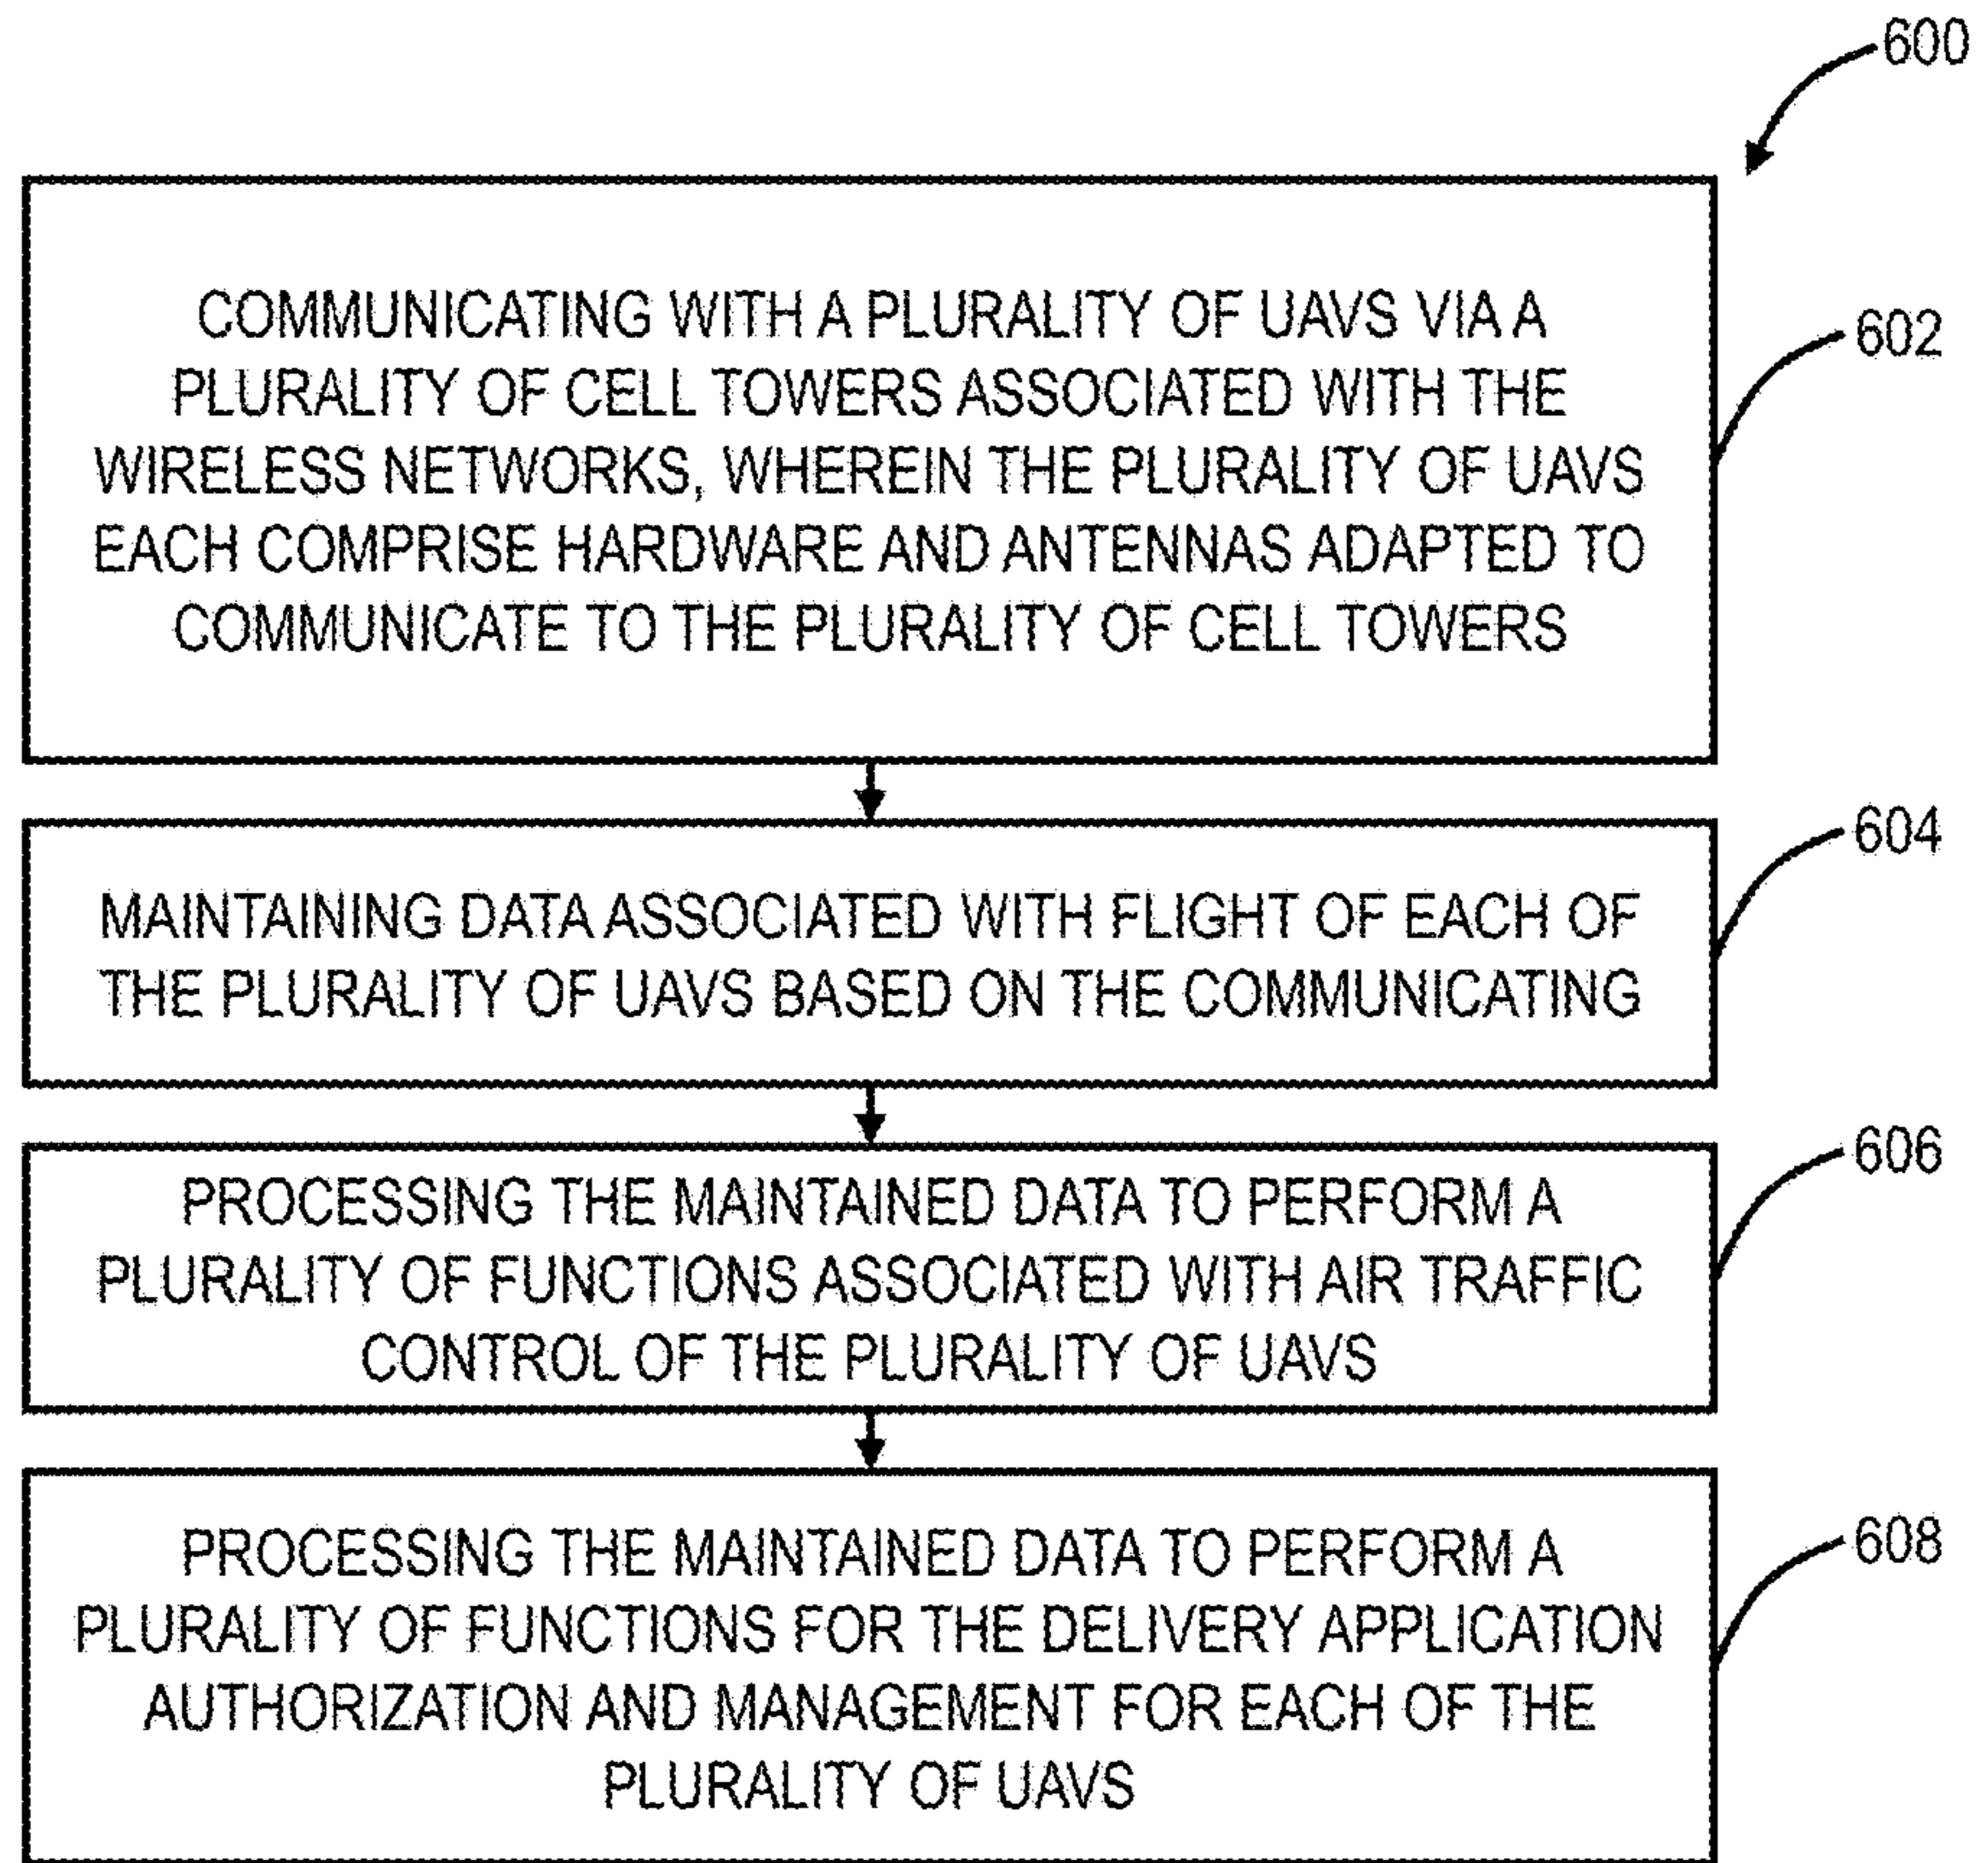 600
COMMUNICATING WITH A PLURALITY OF UAVS VIA A
PLURALITY OF CELL TOWERS ASSOCIATED WITH THE
WIRELESS NETWORKS, WHEREIN THE PLURALITY OF UAVS
EACH COMPRISE HARDWARE AND ANTENNAS ADAPTED TO
COMMUNICATE TO THE PLURALITY OF CELL TOWERS
602
MAINTAINING DATA ASSOCIATED WITH FLIGHT OF EACH OF
THE PLURALITY OF UAVS BASED ON THE COMMUNICATING
604
PROCESSING THE MAINTAINED DATA TO PERFORM A
PLURALITY OF FUNCTIONS ASSOCIATED WITH AIR TRAFFIC
CONTROL OF THE PLURALITY OF UAVS
606
PROCESSING THE MAINTAINED DATA TO PERFORM A
PLURALITY OF FUNCTIONS FOR THE DELIVERY APPLICATION
AUTHORIZATION AND MANAGEMENT FOR EACH OF THE
PLURALITY OF UAVS
608